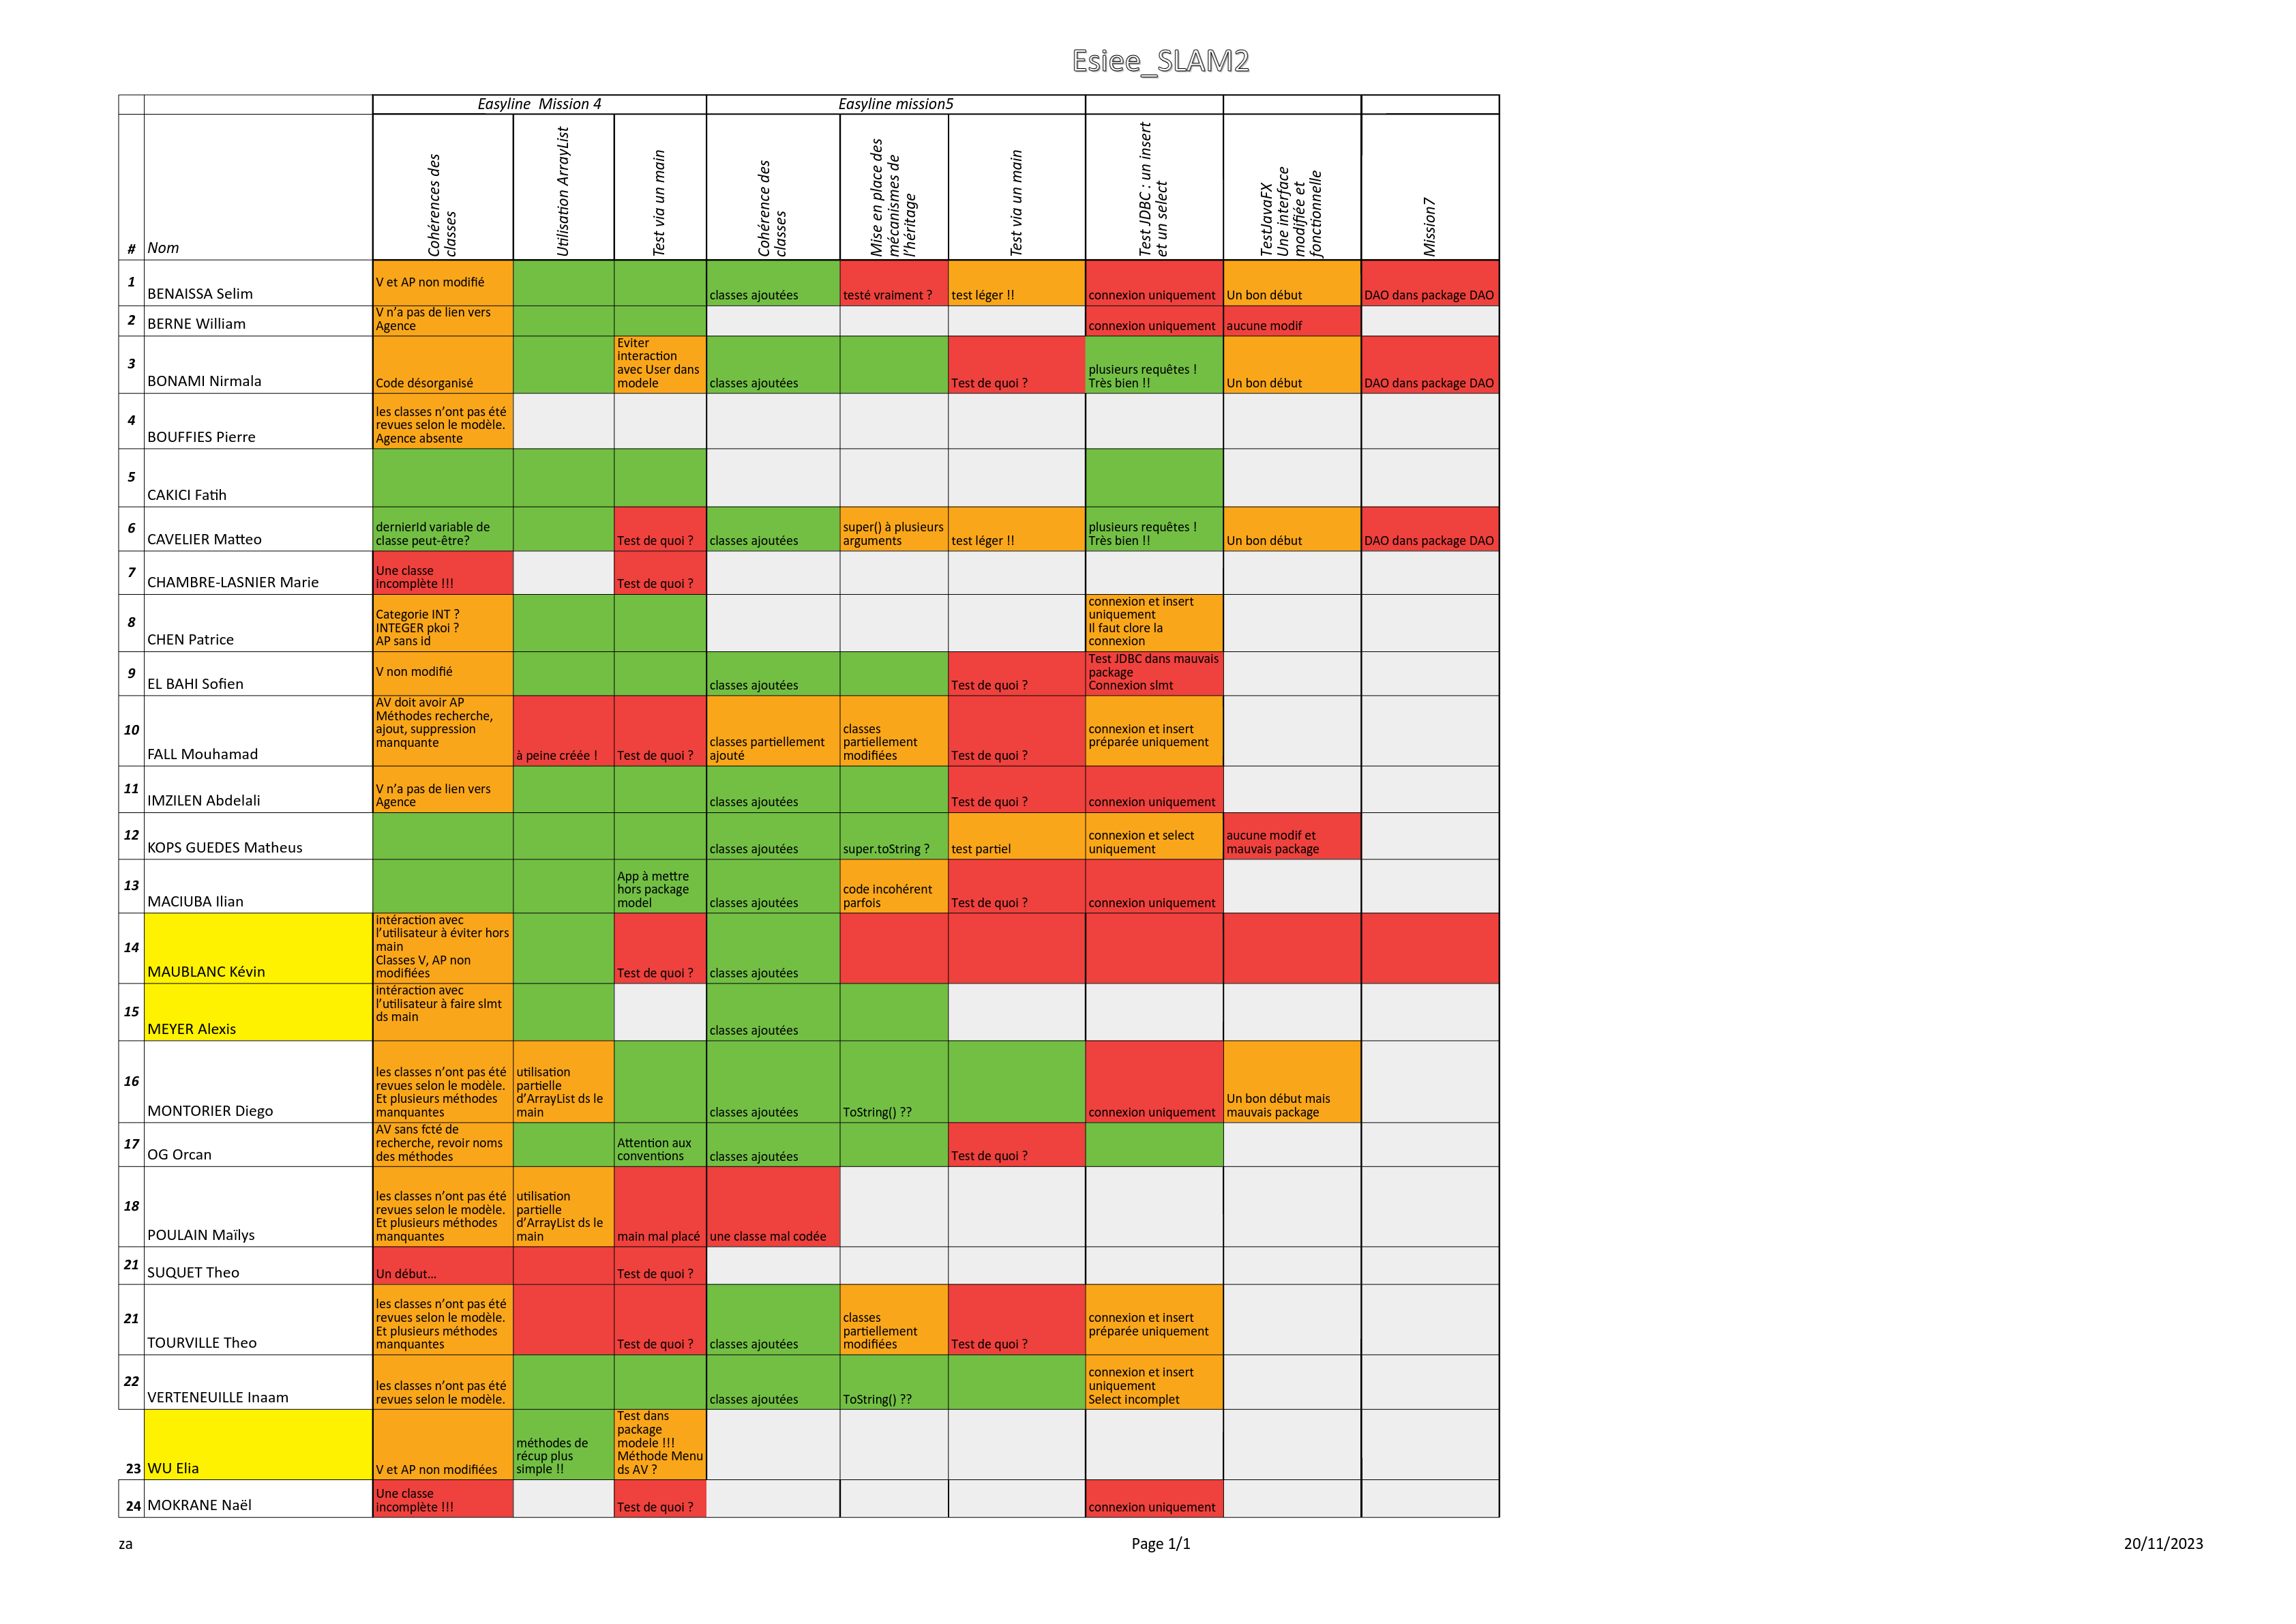 Esiee_SLAM2
Easyline  Mission 4
Easyline mission5
#
Nom
Cohérences des
classes
Utilisation ArrayList
Test via un main
Cohérence des
classes
Mise en place des
mécanismes de
l’héritage
Test via un main
Test JDBC : un insert
et un select
TestJavaFX
Une interface
modifiée et
fonctionnelle
Mission7
1
BENAISSA Selim
V et AP non modifié
classes ajoutées
testé vraiment ?
test léger !!
connexion uniquement
Un bon début
DAO dans package DAO
2
BERNE William
V n’a pas de lien vers
Agence
connexion uniquement
aucune modif
3
BONAMI Nirmala
Code désorganisé
Eviter
interaction
avec User dans
modele
classes ajoutées
Test de quoi ?
plusieurs requêtes !
Très bien !!
Un bon début
DAO dans package DAO
4
BOUFFIES Pierre
les classes n’ont pas été
revues selon le modèle.
Agence absente
5
CAKICI Fatih
6
CAVELIER Matteo
dernierId variable de
classe peut-être?
Test de quoi ?
classes ajoutées
super() à plusieurs
arguments
test léger !!
plusieurs requêtes !
Très bien !!
Un bon début
DAO dans package DAO
7
CHAMBRE-LASNIER Marie
Une classe
incomplète !!!
Test de quoi ?
8
CHEN Patrice
Categorie INT ?
INTEGER pkoi ?
AP sans id
connexion et insert
uniquement
Il faut clore la
connexion
9
EL BAHI Sofien
V non modifié
classes ajoutées
Test de quoi ?
Test JDBC dans mauvais
package
Connexion slmt
10
FALL Mouhamad
AV doit avoir AP
Méthodes recherche,
ajout, suppression
manquante
à peine créée !
Test de quoi ?
classes partiellement
ajouté
classes
partiellement
modifiées
Test de quoi ?
connexion et insert
préparée uniquement
11
IMZILEN Abdelali
V n’a pas de lien vers
Agence
classes ajoutées
Test de quoi ?
connexion uniquement
12
KOPS GUEDES Matheus
classes ajoutées
super.toString ?
test partiel
connexion et select
uniquement
aucune modif et
mauvais package
13
MACIUBA Ilian
App à mettre
hors package
model
classes ajoutées
code incohérent
parfois
Test de quoi ?
connexion uniquement
14
MAUBLANC Kévin
intéraction avec
l’utilisateur à éviter hors
main
Classes V, AP non
modifiées
Test de quoi ?
classes ajoutées
15
MEYER Alexis
intéraction avec
l’utilisateur à faire slmt
ds main
classes ajoutées
16
MONTORIER Diego
les classes n’ont pas été
revues selon le modèle.
Et plusieurs méthodes
manquantes
utilisation
partielle
d’ArrayList ds le
main
classes ajoutées
ToString() ??
connexion uniquement
Un bon début mais
mauvais package
17
OG Orcan
AV sans fcté de
recherche, revoir noms
des méthodes
Attention aux
conventions
classes ajoutées
Test de quoi ?
18
POULAIN Maïlys
les classes n’ont pas été
revues selon le modèle.
Et plusieurs méthodes
manquantes
utilisation
partielle
d’ArrayList ds le
main
main mal placé
une classe mal codée
21
SUQUET Theo
Un début...
Test de quoi ?
21
TOURVILLE Theo
les classes n’ont pas été
revues selon le modèle.
Et plusieurs méthodes
manquantes
Test de quoi ?
classes ajoutées
classes
partiellement
modifiées
Test de quoi ?
connexion et insert
préparée uniquement
22
VERTENEUILLE Inaam
les classes n’ont pas été
revues selon le modèle.
classes ajoutées
ToString() ??
connexion et insert
uniquement
Select incomplet
23
WU Elia
V et AP non modifiées
méthodes de
récup plus
simple !!
Test dans
package
modele !!!
Méthode Menu
ds AV ?
24
MOKRANE Naël
Une classe
incomplète !!!
Test de quoi ?
connexion uniquement
za
Page 1/1
20/11/2023